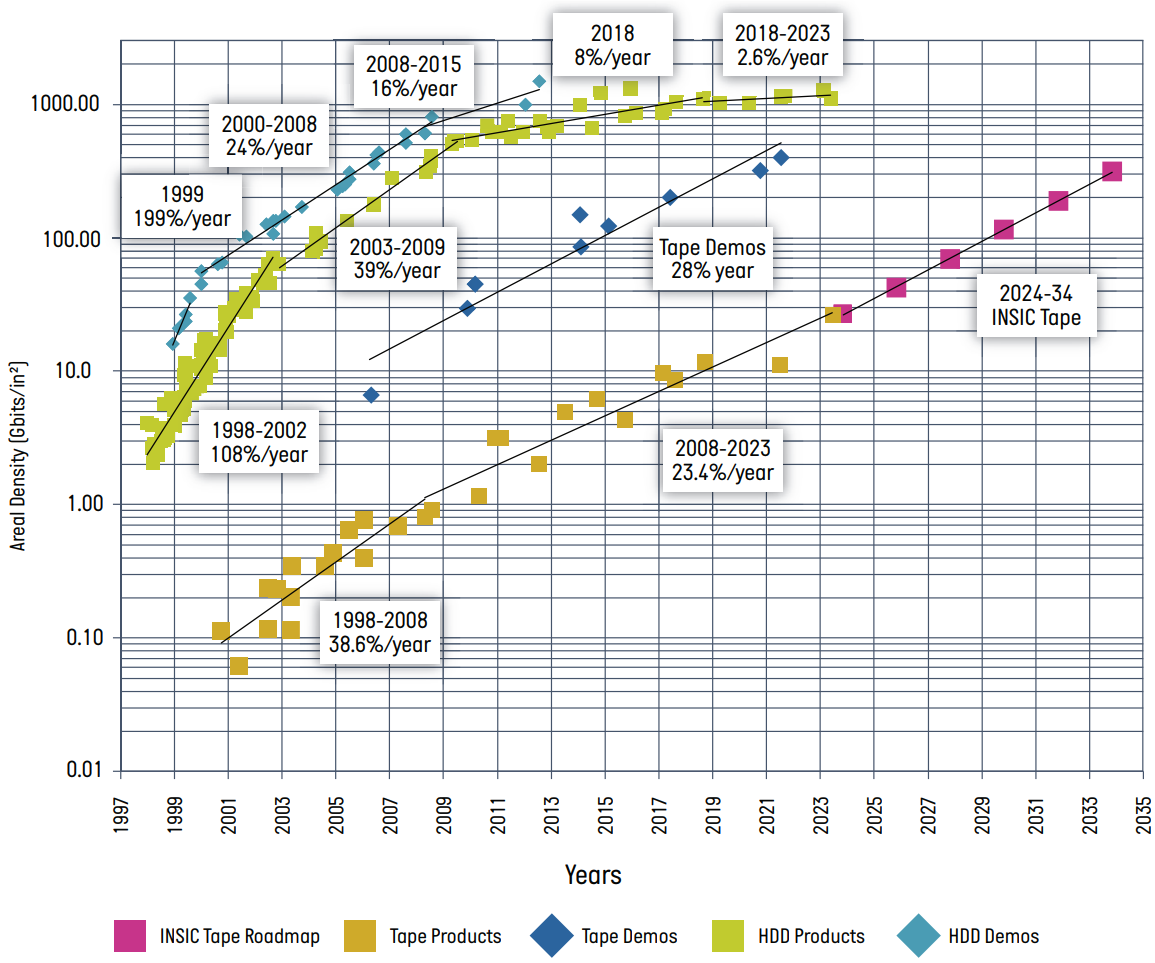 2018
8%/year
2018-2023
2.6%/year
2008-2015
16%/year
2000-2008
24%/year
1999
199%/year
2003-2009
39%/year
Tape Demos
28% year
2024-34
INSIC Tape
1998-2002
108%/year
2008-2023
23.4%/year
1998-2008
38.6%/year
Areal Density [Gbits/in²]
1000.00
100.00
10.0
1.00
0.10
0.01
1997 1999 2001 2003 2005 2007 2009 2011 2013 2015 2017 2019 2021 2023 2025 2027 2029 2031 2033 2035
Years
INSIC Tape Roadmap Tape Products Tape Demos HDD Products HDD Demos